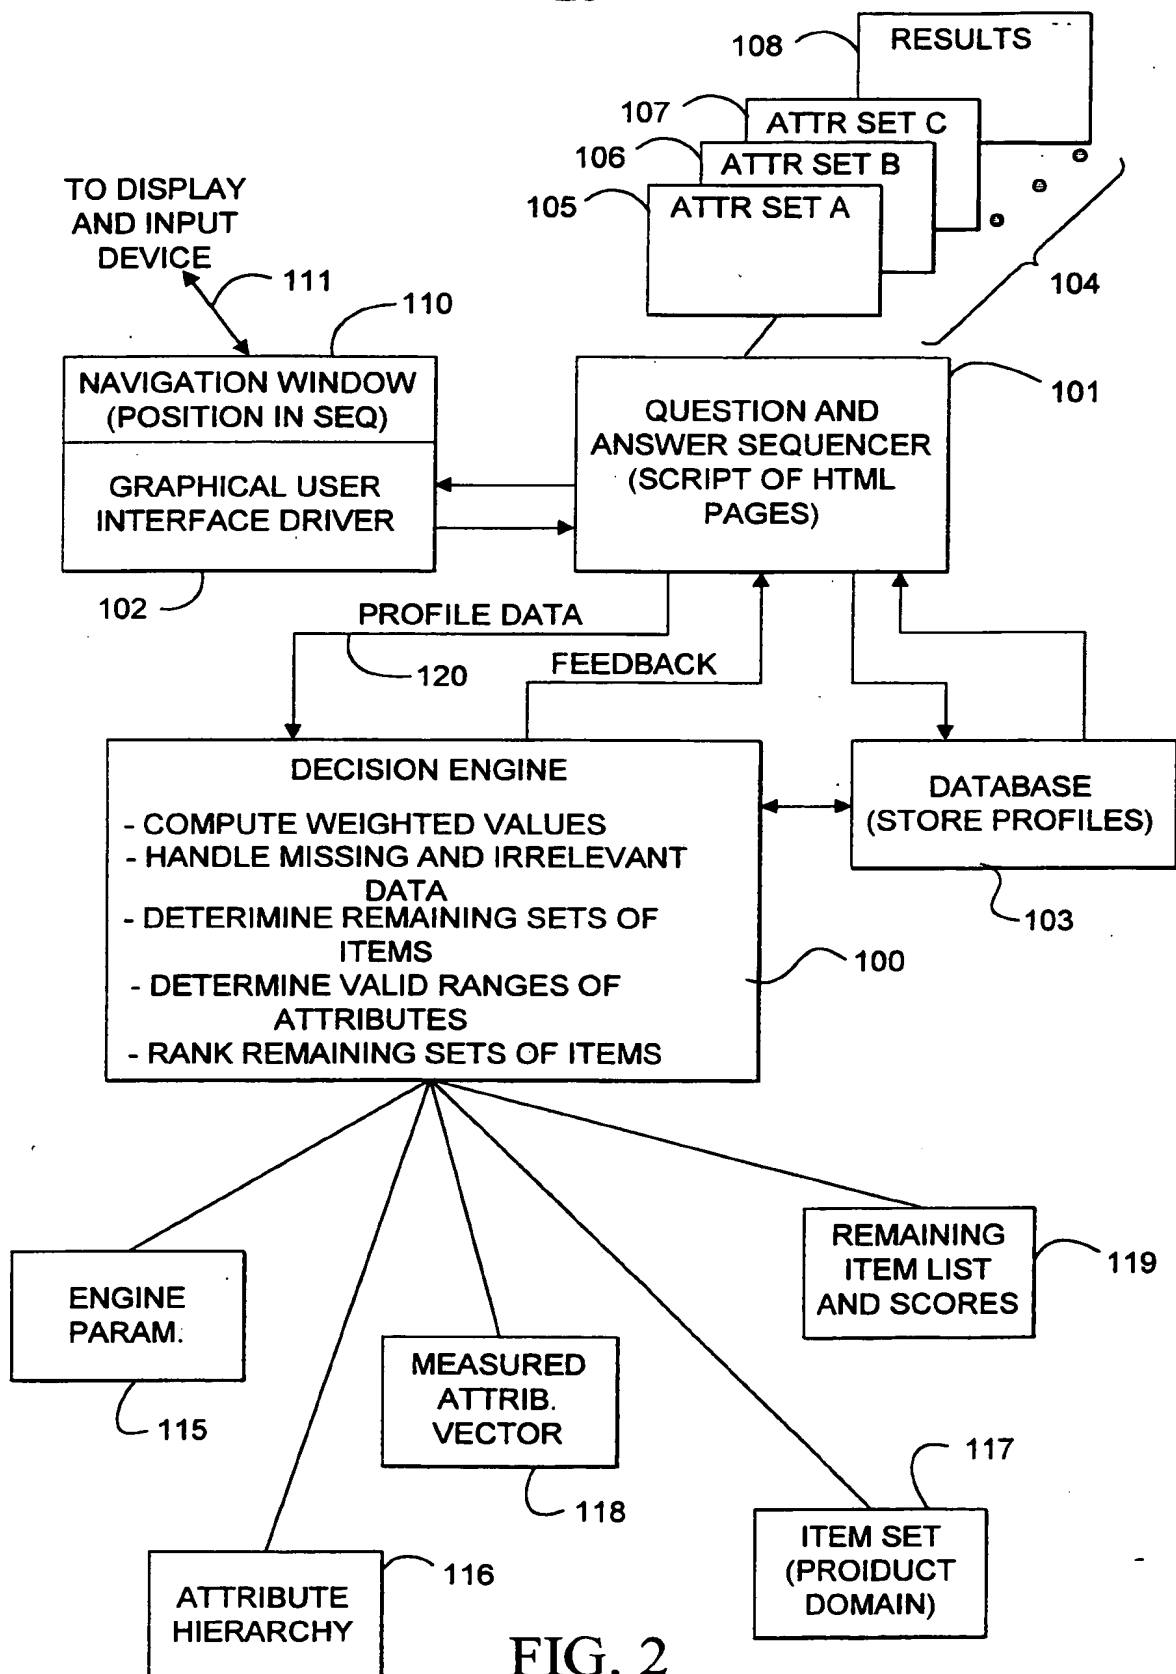 108
RESULTS
107
ATTR SET C
106
ATTR SET B
105
ATTR SET A
104
TO DISPLAY
AND INPUT
DEVICE
111
110
NAVIGATION WINDOW
(POSITION IN SEQ)
GRAPHICAL USER
INTERFACE DRIVER
102
101
QUESTION AND
ANSWER SEQUENCER
(SCRIPT OF HTML
PAGES)
PROFILE DATA
120
FEEDBACK
DECISION ENGINE
- COMPUTE WEIGHTED VALUES
- HANDLE MISSING AND IRRELEVANT
DATA
- DETERIMINE REMAINING SETS OF
ITEMS
- DETERMINE VALID RANGES OF
ATTRIBUTES
- RANK REMAINING SETS OF ITEMS
100
DATABASE
(STORE PROFILES)
103
ENGINE
PARAM.
115
ATTRIBUTE
HIERARCHY
116
MEASURED
ATTRIB.
VECTOR
118
REMAINING
ITEM LIST
AND SCORES
119
117
ITEM SET
(PROIDUCT
DOMAIN)
FIG. 2